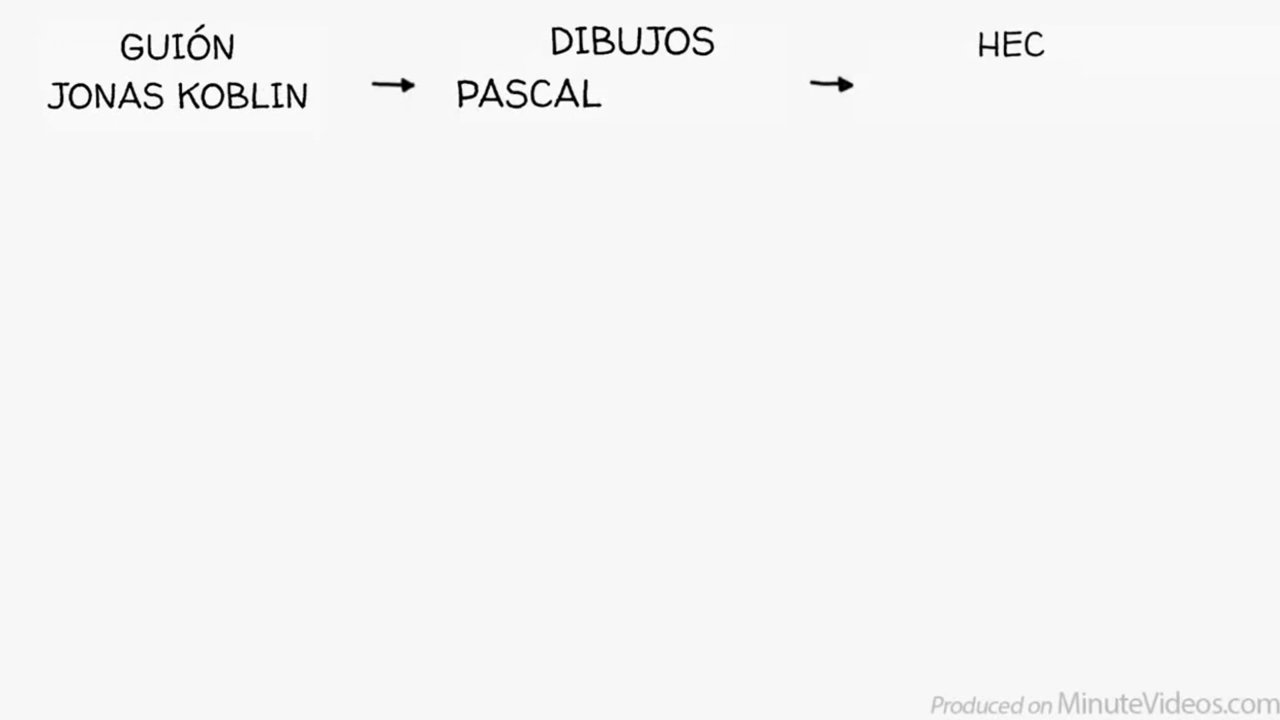 GUIÓN
JONAS KOBLIN
DIBUJOS
PASCAL
HEC
Produced on MinuteVideos.com